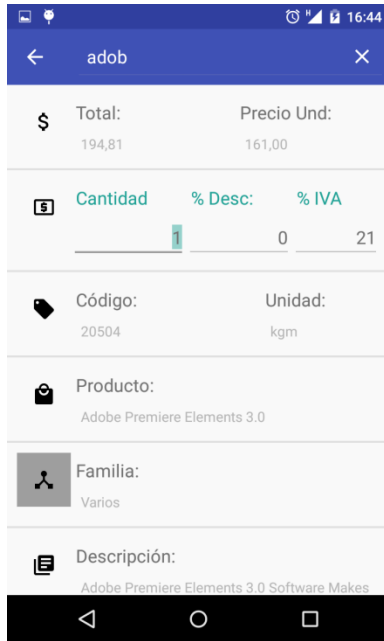 H 16:44
adob
Total: Precio Und:
194,81 161,00
Cantidad % Desc: % IVA
1 0 21
Código: Unidad:
20504 kgm
Producto:
Adobe Premiere Elements 3.0
Familia:
Varios
Descripción:
Adobe Premiere Elements 3.0 Software Makes